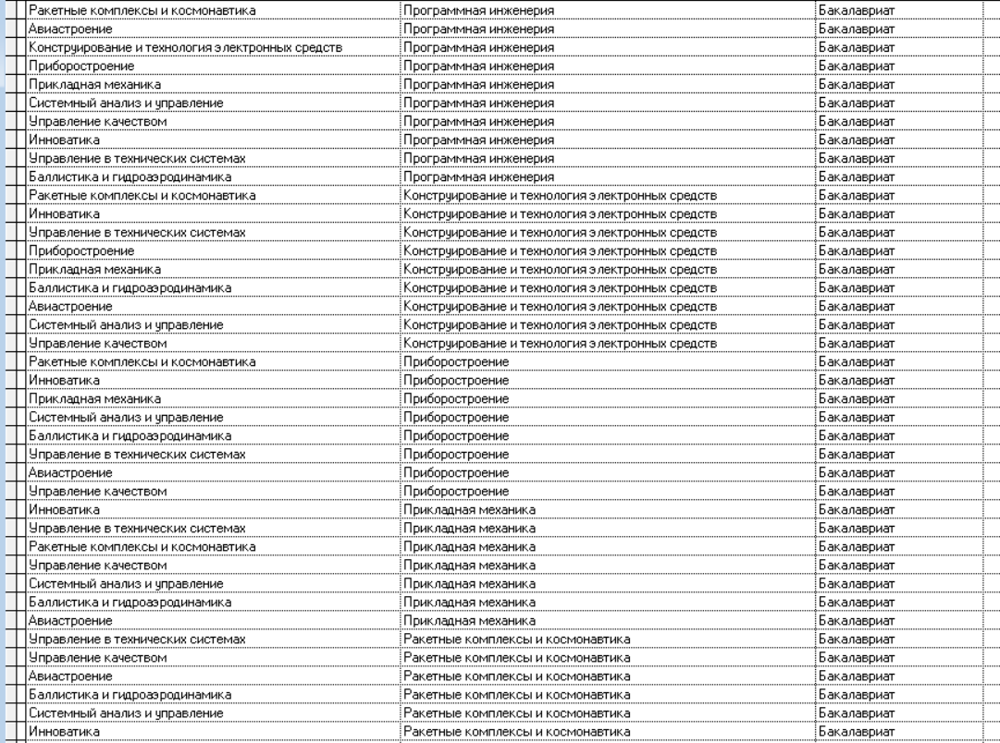 Ракетные комплексы и космонавтика Программная инженерия Бакалавриат
Авиастроение Программная инженерия Бакалавриат
Конструирование и технология электронных средств Программная инженерия Бакалавриат
Приборостроение Программная инженерия Бакалавриат
Прикладная механика Программная инженерия Бакалавриат
Системный анализ и управление Программная инженерия Бакалавриат
Управление качеством Программная инженерия Бакалавриат
Инноватика Программная инженерия Бакалавриат
Управление в технических системах Программная инженерия Бакалавриат
Баллистика и гидроаэродинамика Программная инженерия Бакалавриат
Ракетные комплексы и космонавтика Конструирование и технология электронных средств Бакалавриат
Инноватика Конструирование и технология электронных средств Бакалавриат
Управление в технических системах Конструирование и технология электронных средств Бакалавриат
Приборостроение Конструирование и технология электронных средств Бакалавриат
Прикладная механика Конструирование и технология электронных средств Бакалавриат
Баллистика и гидроаэродинамика Конструирование и технология электронных средств Бакалавриат
Авиастроение Конструирование и технология электронных средств Бакалавриат
Системный анализ и управление Конструирование и технология электронных средств Бакалавриат
Управление качеством Конструирование и технология электронных средств Бакалавриат
Ракетные комплексы и космонавтика Приборостроение Бакалавриат
Инноватика Приборостроение Бакалавриат
Прикладная механика Приборостроение Бакалавриат
Системный анализ и управление Приборостроение Бакалавриат
Баллистика и гидроаэродинамика Приборостроение Бакалавриат
Управление в технических системах Приборостроение Бакалавриат
Авиастроение Приборостроение Бакалавриат
Управление качеством Приборостроение Бакалавриат
Инноватика Прикладная механика Бакалавриат
Управление в технических системах Прикладная механика Бакалавриат
Ракетные комплексы и космонавтика Прикладная механика Бакалавриат
Управление качеством Прикладная механика Бакалавриат
Системный анализ и управление Прикладная механика Бакалавриат
Баллистика и гидроаэродинамика Прикладная механика Бакалавриат
Авиастроение Прикладная механика Бакалавриат
Управление в технических системах Ракетные комплексы и космонавтика Бакалавриат
Управление качеством Ракетные комплексы и космонавтика Бакалавриат
Авиастроение Ракетные комплексы и космонавтика Бакалавриат
Баллистика и гидроаэродинамика Ракетные комплексы и космонавтика Бакалавриат
Системный анализ и управление Ракетные комплексы и космонавтика Бакалавриат
Инноватика Ракетные комплексы и космонавтика Бакалавриат